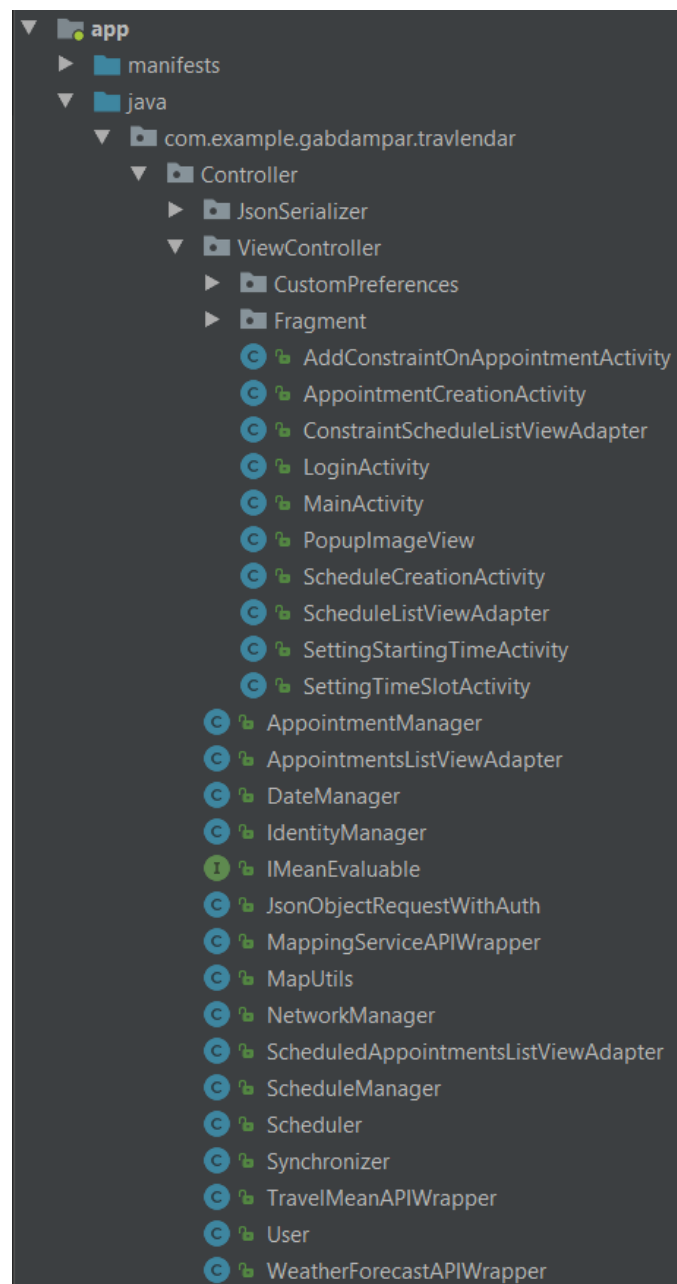 app
manifests
java
com.example.gabdampar.travlendar
Controller
JsonSerializer
ViewController
CustomPreferences
Fragment
C AddConstraintOnAppointmentActivity
C AppointmentCreationActivity
C ConstraintScheduleListViewAdapter
C LoginActivity
C MainActivity
C PopupImageView
C ScheduleCreationActivity
C ScheduleListViewAdapter
C SettingStartingTimeActivity
C SettingTimeSlotActivity
C AppointmentManager
C AppointmentsListViewAdapter
C DateManager
C IdentityManager
I IMeanEvaluable
C JsonObjectRequestWithAuth
C MappingServiceAPIWrapper
C MapUtils
C NetworkManager
C ScheduledAppointmentsListViewAdapter
C ScheduleManager
C Scheduler
C Synchronizer
C TravelMeanAPIWrapper
C User
C WeatherForecastAPIWrapper